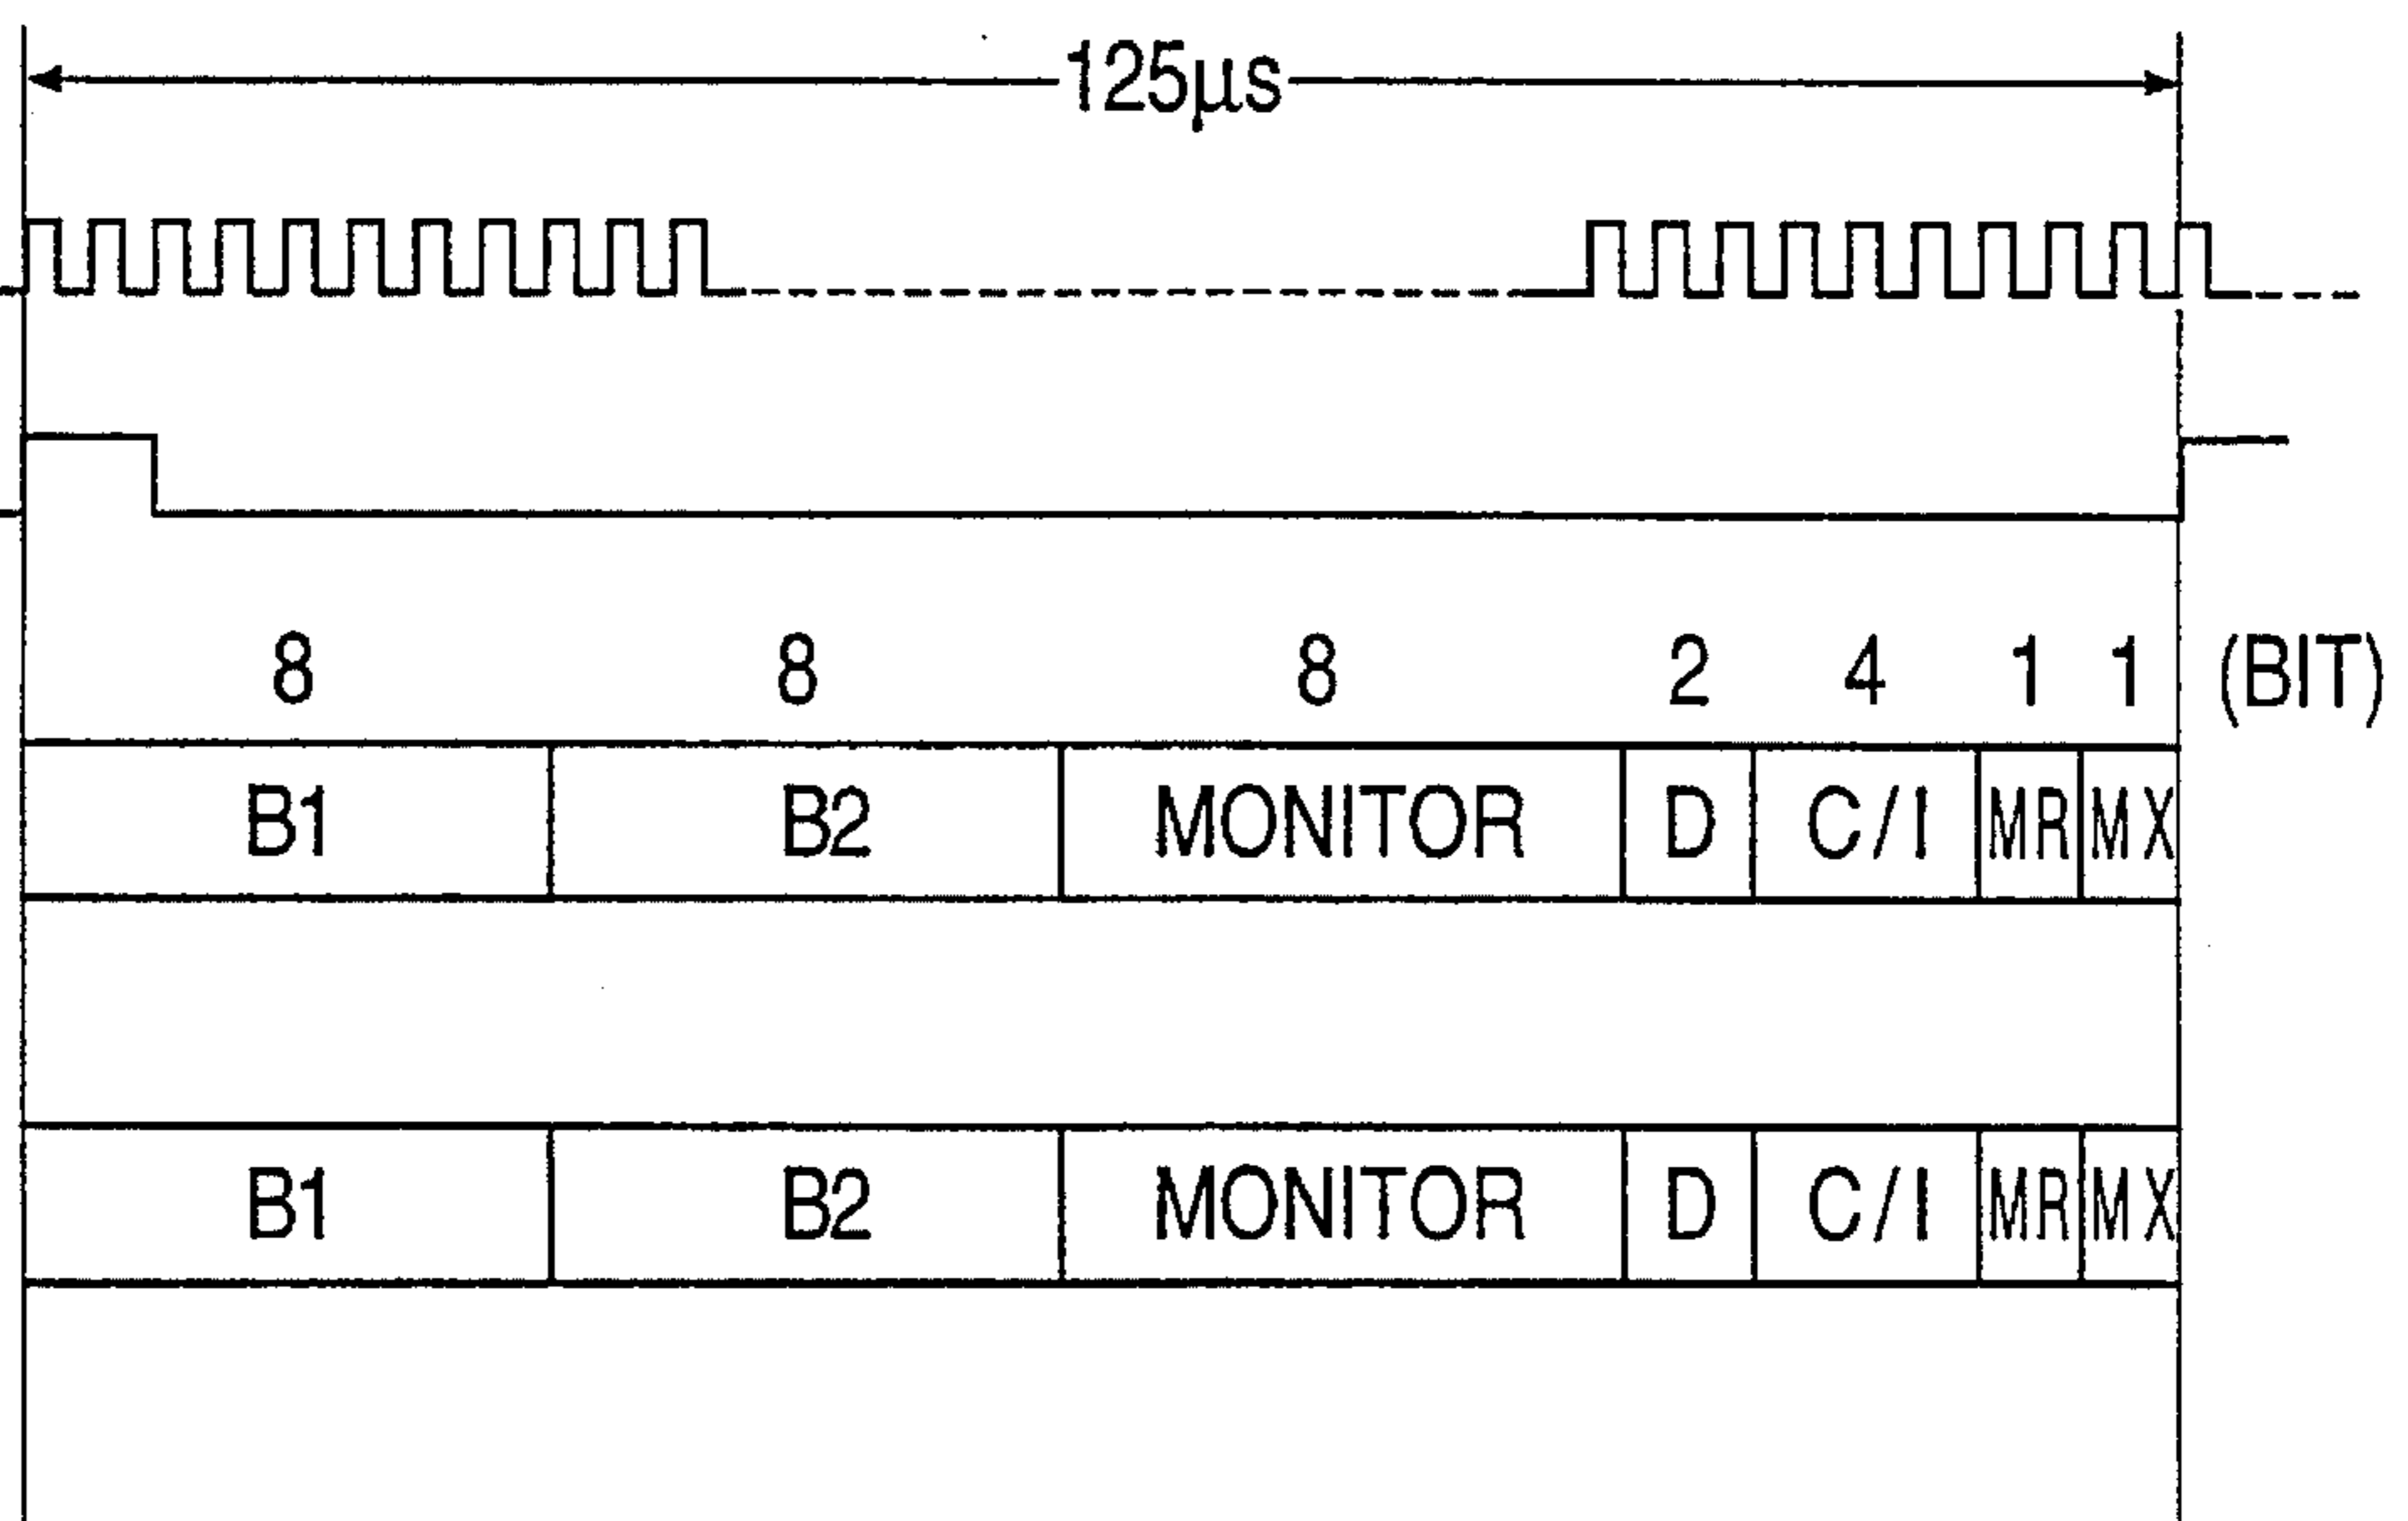 125µs
8 8 8 2 4 1 1 (BIT)
B1 B2 MONITOR D C/I MR MX
B1 B2 MONITOR D C/I MR MX